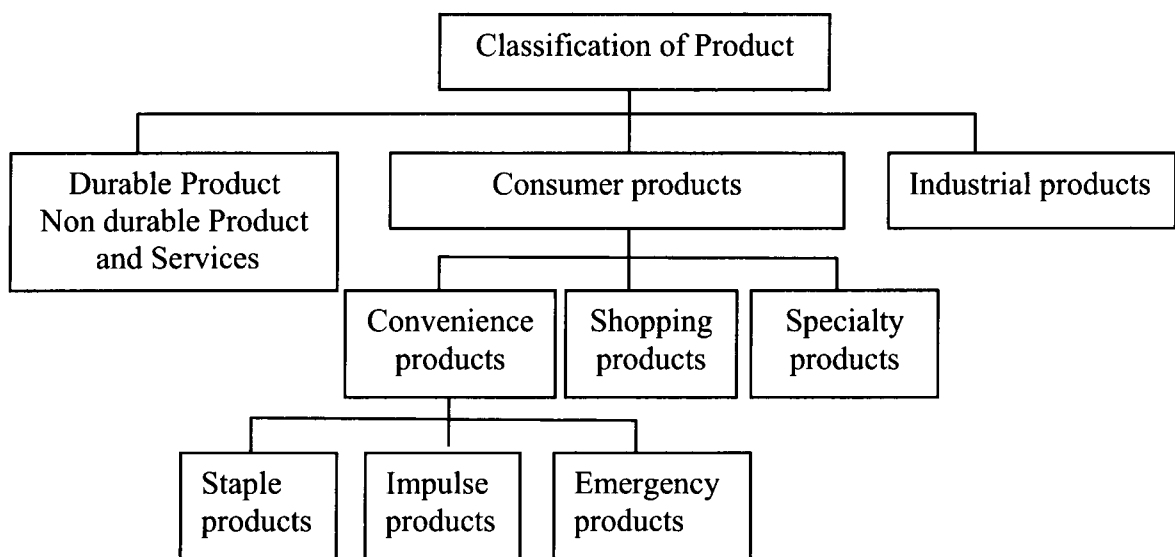 Classification of Product
Durable Product
Non durable Product
and Services
Consumer products
Industrial products
Convenience
products
Shopping
products
Specialty
products
Staple
products
Impulse
products
Emergency
products